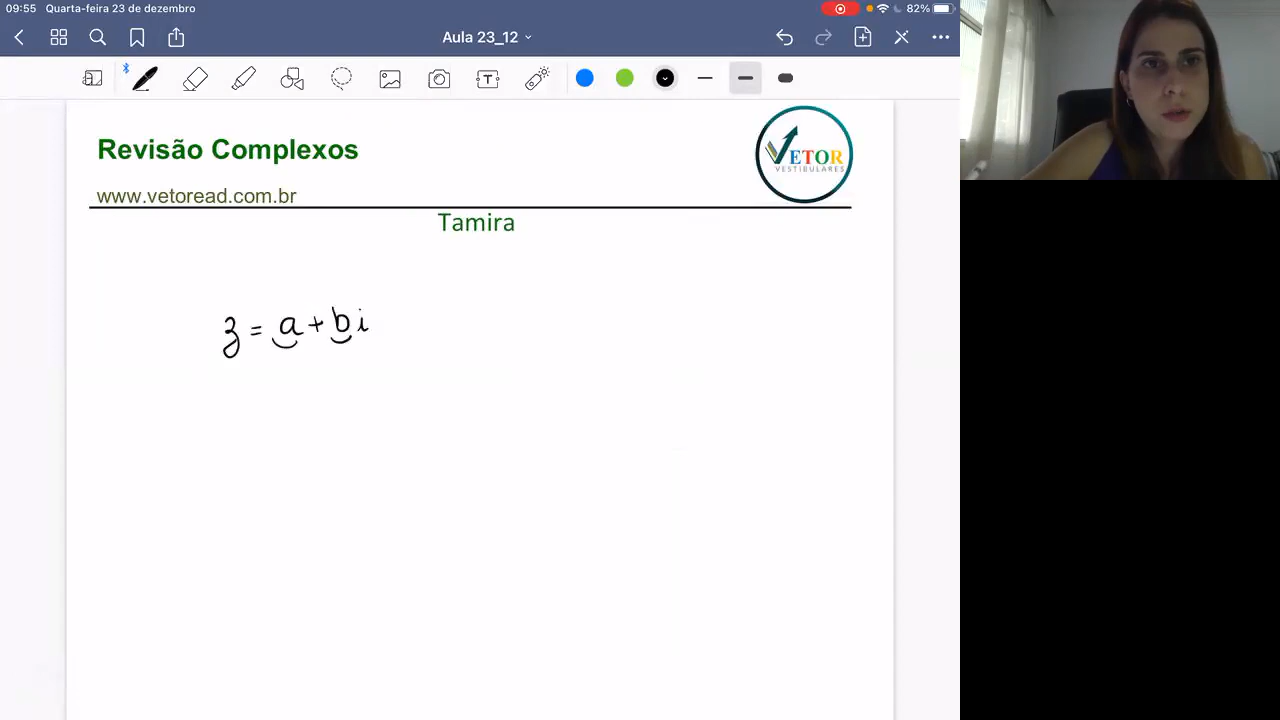 09:55 Quarta-feira 23 de dezembro 82%
Aula 23_12
Revisão Complexos
VETOR
VESTIBULARES
www.vetoread.com.br
Tamira
z = a + bi